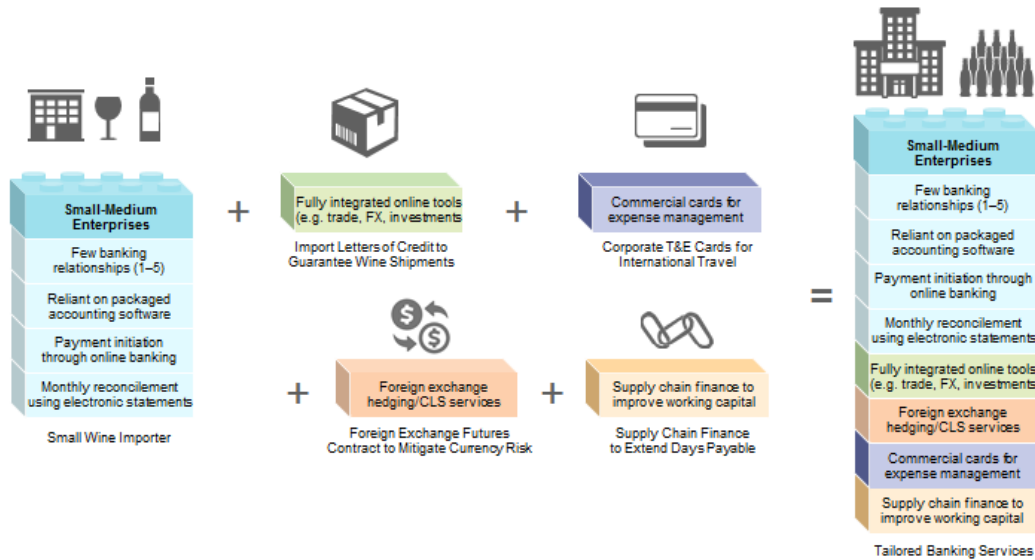 Small-Medium
Enterprises
Few banking
relationships (1–5)
Reliant on packaged
accounting software
Payment initiation
through online banking
Monthly reconcilement
using electronic statements
Small Wine Importer
+
Fully integrated online tools
(e.g. trade, FX, investments
Import Letters of Credit to
Guarantee Wine Shipments
+
Commercial cards for
expense management
Corporate T&E Cards for
International Travel
+
$
$
Foreign exchange
hedging/CLS services
Foreign Exchange Futures
Contract to Mitigate Currency Risk
+
Supply chain finance to
improve working capital
Supply Chain Finance
to Extend Days Payable
=
Small-Medium
Enterprises
Few banking
relationships (1–5)
Reliant on packaged
accounting software
Payment initiation through
online banking
Monthly reconcilement
using electronic statements
Fully integrated online tools
(e.g. trade, FX, investments
Foreign exchange
hedging/CLS services
Commercial cards for
expense management
Supply chain finance to
improve working capital
Tailored Banking Services